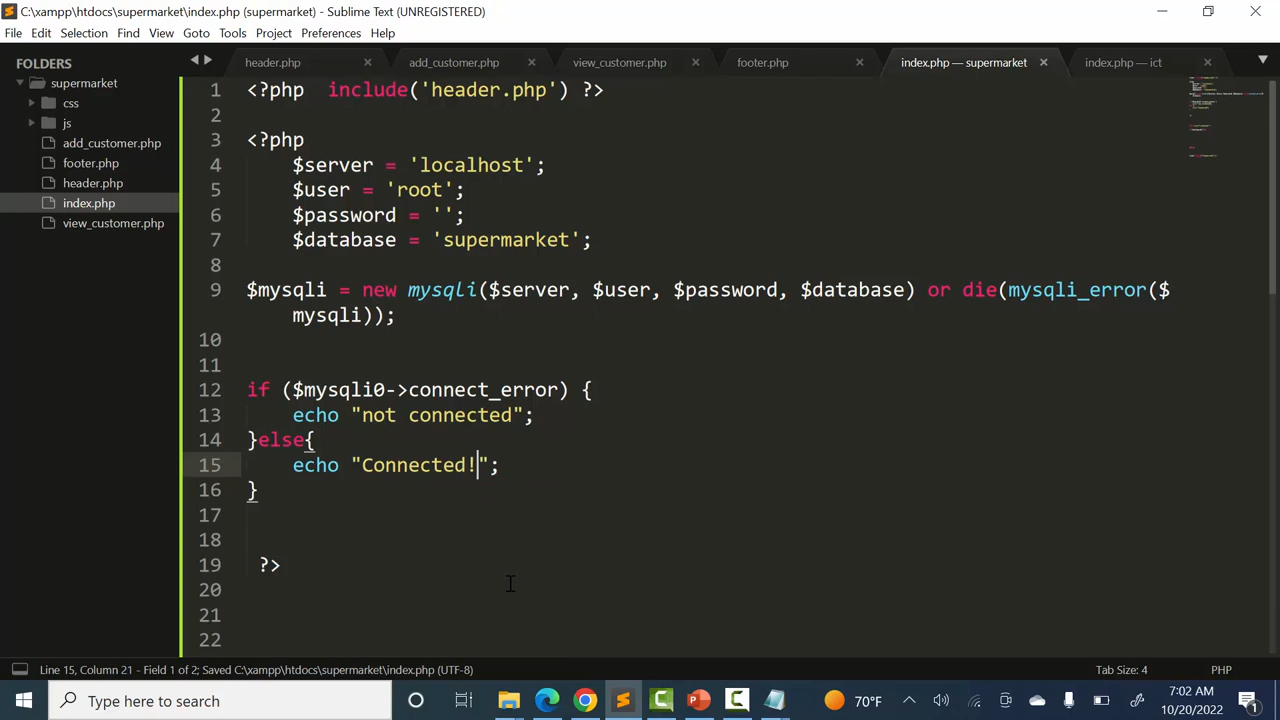 C:\xampp\htdocs\supermarket\index.php (supermarket) - Sublime Text (UNREGISTERED)
File Edit Selection Find View Goto Tools Project Preferences Help
FOLDERS
supermarket
css
js
add_customer.php
footer.php
header.php
index.php
view_customer.php
header.php add_customer.php view_customer.php footer.php index.php — supermarket index.php — ict
1 <?php  include('header.php') ?>
2
3 <?php
4     $server = 'localhost';
5     $user = 'root';
6     $password = '';
7     $database = 'supermarket';
8
9 $mysqli = new mysqli($server, $user, $password, $database) or die(mysqli_error($
mysqli));
10
11
12 if ($mysqli0->connect_error) {
13     echo "not connected";
14 }else{
15     echo "Connected!";
16 }
17
18
19  ?>
20
21
22
Line 15, Column 21 - Field 1 of 2; Saved C:\xampp\htdocs\supermarket\index.php (UTF-8) Tab Size: 4 PHP
Type here to search 70°F 7:02 AM
10/20/2022
1